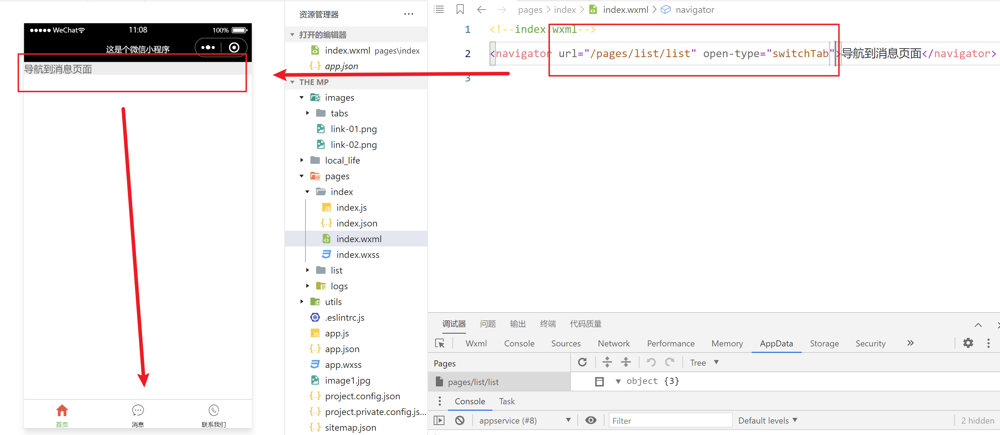 WeChat 11:08 100%
这是个微信小程序
导航到消息页面
首页 消息 联系我们
资源管理器
打开的编辑器
index.wxml pages\index
app.json
THE MP
images
tabs
link-01.png
link-02.png
local_life
pages
index
index.js
index.json
index.wxml
index.wxss
list
logs
utils
.eslintrc.js
app.js
app.json
app.wxss
image1.jpg
project.config.json
project.private.config.js...
sitemap.json
pages > index > index.wxml > navigator
1 <!--index.wxml-->
2 <navigator url="/pages/list/list" open-type="switchTab">导航到消息页面</navigator>
3
调试器 问题 输出 终端 代码质量
Wxml Console Sources Network Performance Memory AppData Storage Security
Pages
Tree
pages/list/list
object {3}
Console Task
appservice (#8) Filter Default levels 2 hidden